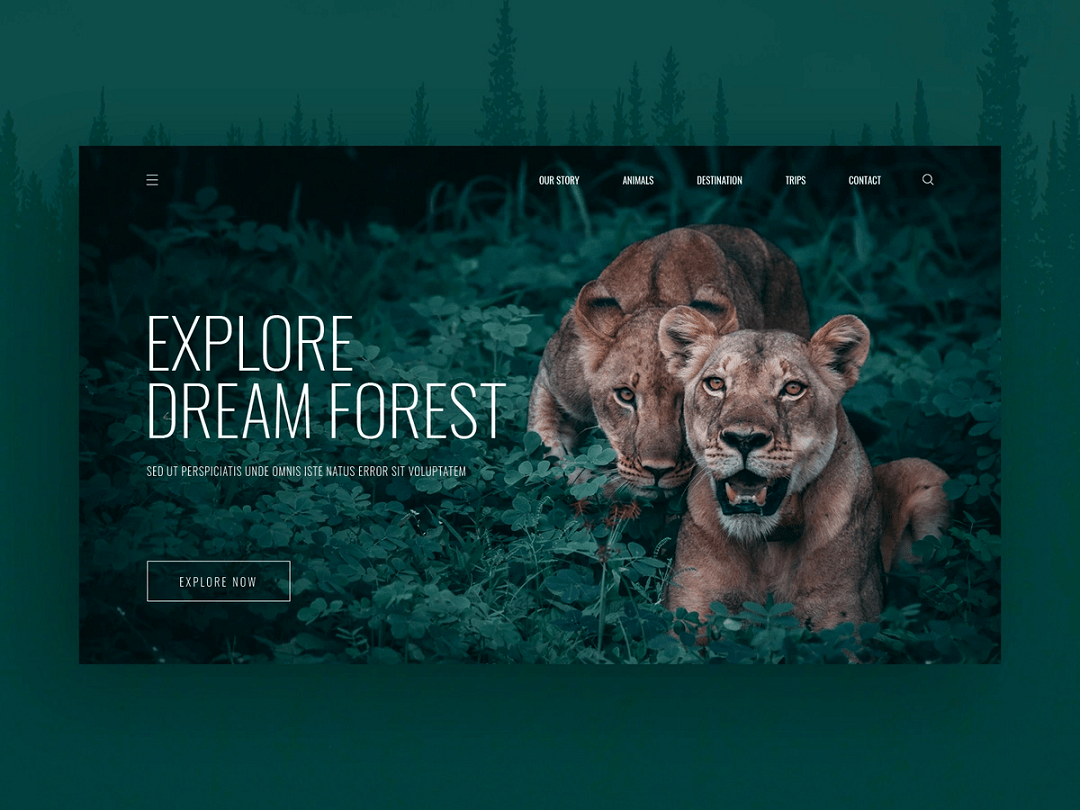 OUR STORY ANIMALS DESTINATION TRIPS CONTACT
EXPLORE
DREAM FOREST
SED UT PERSPICIATIS UNDE OMNIS ISTE NATUS ERROR SIT VOLUPTATEM
EXPLORE NOW